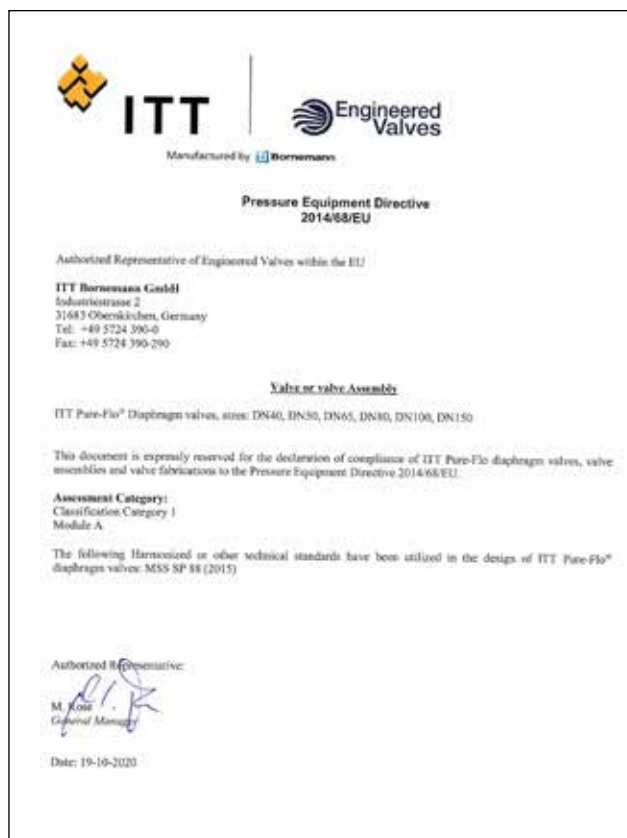 ITT
Engineered
Valves
Manufactured by Bornemann
Pressure Equipment Directive
2014/68/EU
Authorized Representative of Engineered Valves within the EU
ITT Bornemann GmbH
Industriestrasse 2
31683 Obernkirchen, Germany
Tel: +49 5724 390-0
Fax: +49 5724 390-290
Valve or valve Assembly
ITT Pure-Flo® Diaphragm valves, sizes: DN40, DN50, DN65, DN80, DN100, DN150
This document is expressly reserved for the declaration of compliance of ITT Pure-Flo diaphragm valves, valve
assemblies and valve fabrications to the Pressure Equipment Directive 2014/68/EU.
Assessment Category:
Classification Category 1
Module A
The following Harmonized or other technical standards have been utilized in the design of ITT Pure-Flo®
diaphragm valves: MSS SP 88 (2015)
Authorized Representative:
M.
General Manager
Date: 19-10-2020